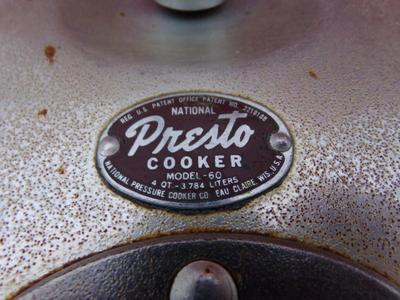 REG. U.S. PATENT OFFICE PATENT NO. 2218188
NATIONAL
Presto
COOKER
MODEL-60
4 QT.-3.784 LITERS
NATIONAL PRESSURE COOKER CO. EAU CLAIRE, WIS., U.S.A.